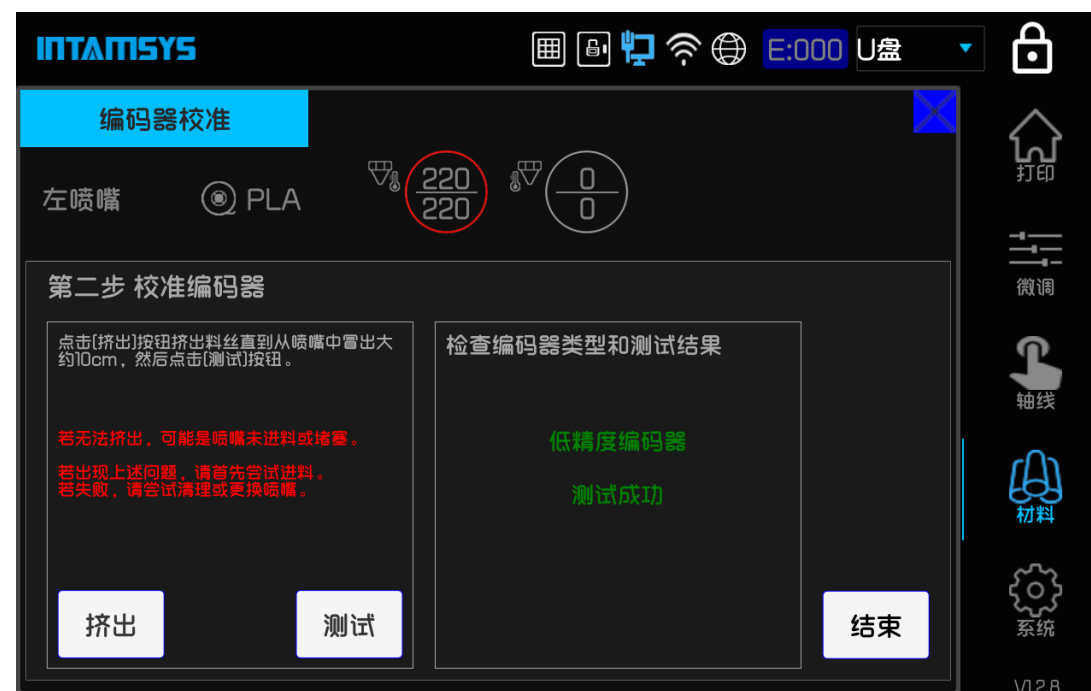 INTAMSYS
E:000 U盘
编码器校准
左喷嘴 PLA 220 220 0 0
第二步 校准编码器
点击[挤出]按钮挤出料丝直到从喷嘴中冒出大
约10cm，然后点击[测试]按钮。
若无法挤出，可能是喷嘴未进料或堵塞。
若出现上述问题，请首先尝试进料。
若失败，请尝试清理或更换喷嘴。
挤出
测试
检查编码器类型和测试结果
低精度编码器
测试成功
结束
打印
微调
轴线
材料
系统
V1.2.8